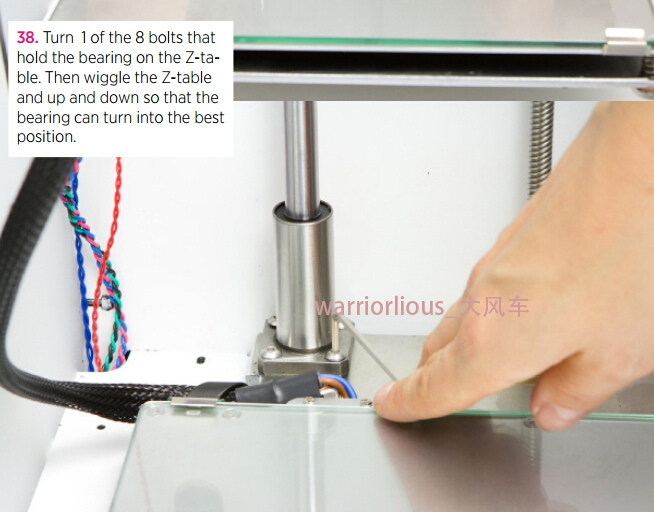 38. Turn 1 of the 8 bolts that
hold the bearing on the Z-ta-
ble. Then wiggle the Z-table
and up and down so that the
bearing can turn into the best
position.
warriorlious_大风车